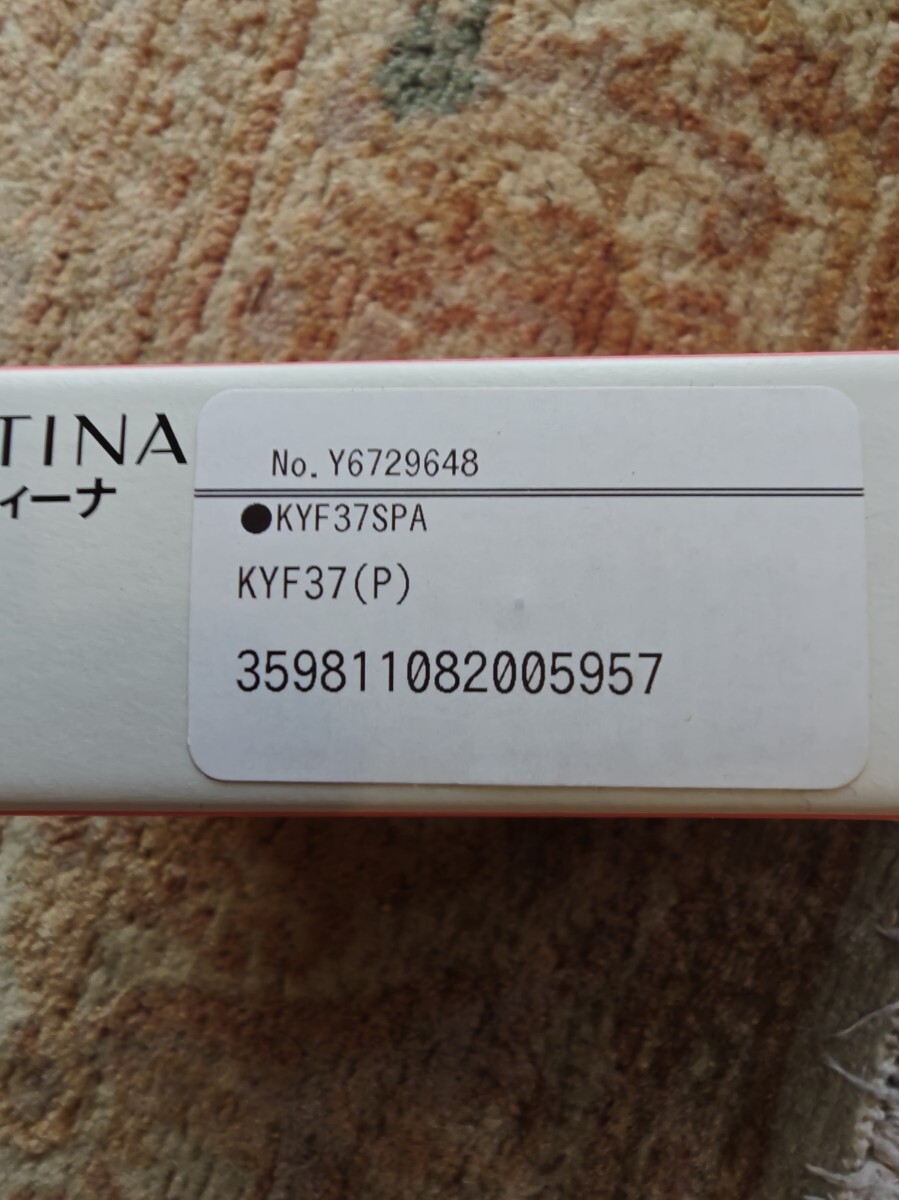 TINA
ィーナ
No. Y6729648
●KYF37SPA
KYF37(P)
359811082005957